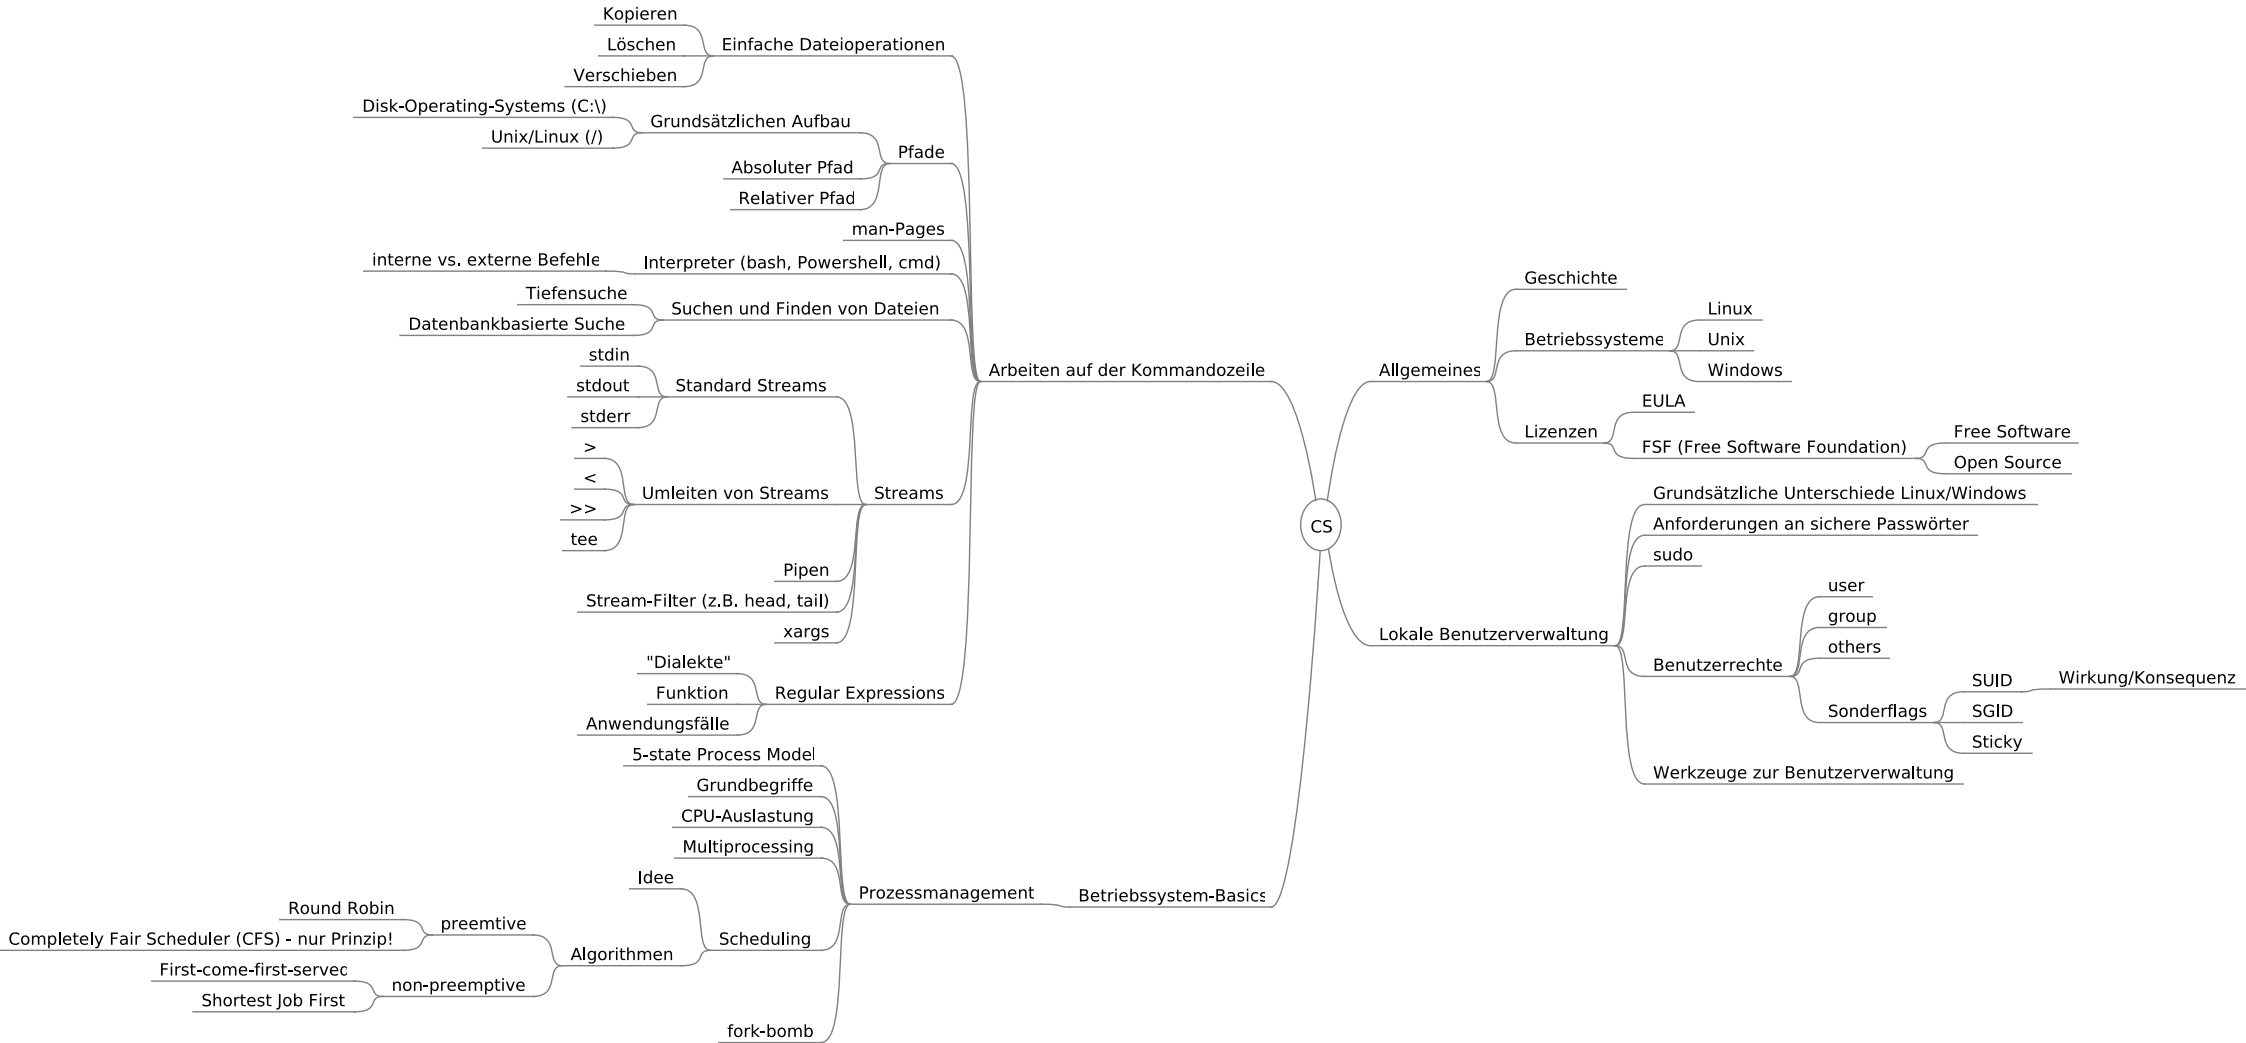 Kopieren
Löschen
Einfache Dateioperationen
Verschieben
Disk-Operating-Systems (C:\)
Grundsätzlichen Aufbau
Unix/Linux (/)
Pfade
Absoluter Pfad
Relativer Pfad
man-Pages
interne vs. externe Befehle
Interpreter (bash, Powershell, cmd)
Tiefensuche
Suchen und Finden von Dateien
Datenbankbasierte Suche
stdin
stdout
Standard Streams
stderr
>
<
Umleiten von Streams
Streams
>>
tee
Pipen
Stream-Filter (z.B. head, tail)
xargs
"Dialekte"
Funktion
Regular Expressions
Anwendungsfälle
Arbeiten auf der Kommandozeile
5-state Process Model
Grundbegriffe
CPU-Auslastung
Multiprocessing
Idee
Prozessmanagement
Betriebssystem-Basics
Round Robin
preemtive
Completely Fair Scheduler (CFS) - nur Prinzip!
Scheduling
Algorithmen
First-come-first-served
non-preemptive
Shortest Job First
fork-bomb
CS
Allgemeines
Geschichte
Betriebssysteme
Linux
Unix
Windows
Lizenzen
EULA
FSF (Free Software Foundation)
Free Software
Open Source
Lokale Benutzerverwaltung
Grundsätzliche Unterschiede Linux/Windows
Anforderungen an sichere Passwörter
sudo
Benutzerrechte
user
group
others
Sonderflags
SUID
Wirkung/Konsequenz
SGID
Sticky
Werkzeuge zur Benutzerverwaltung